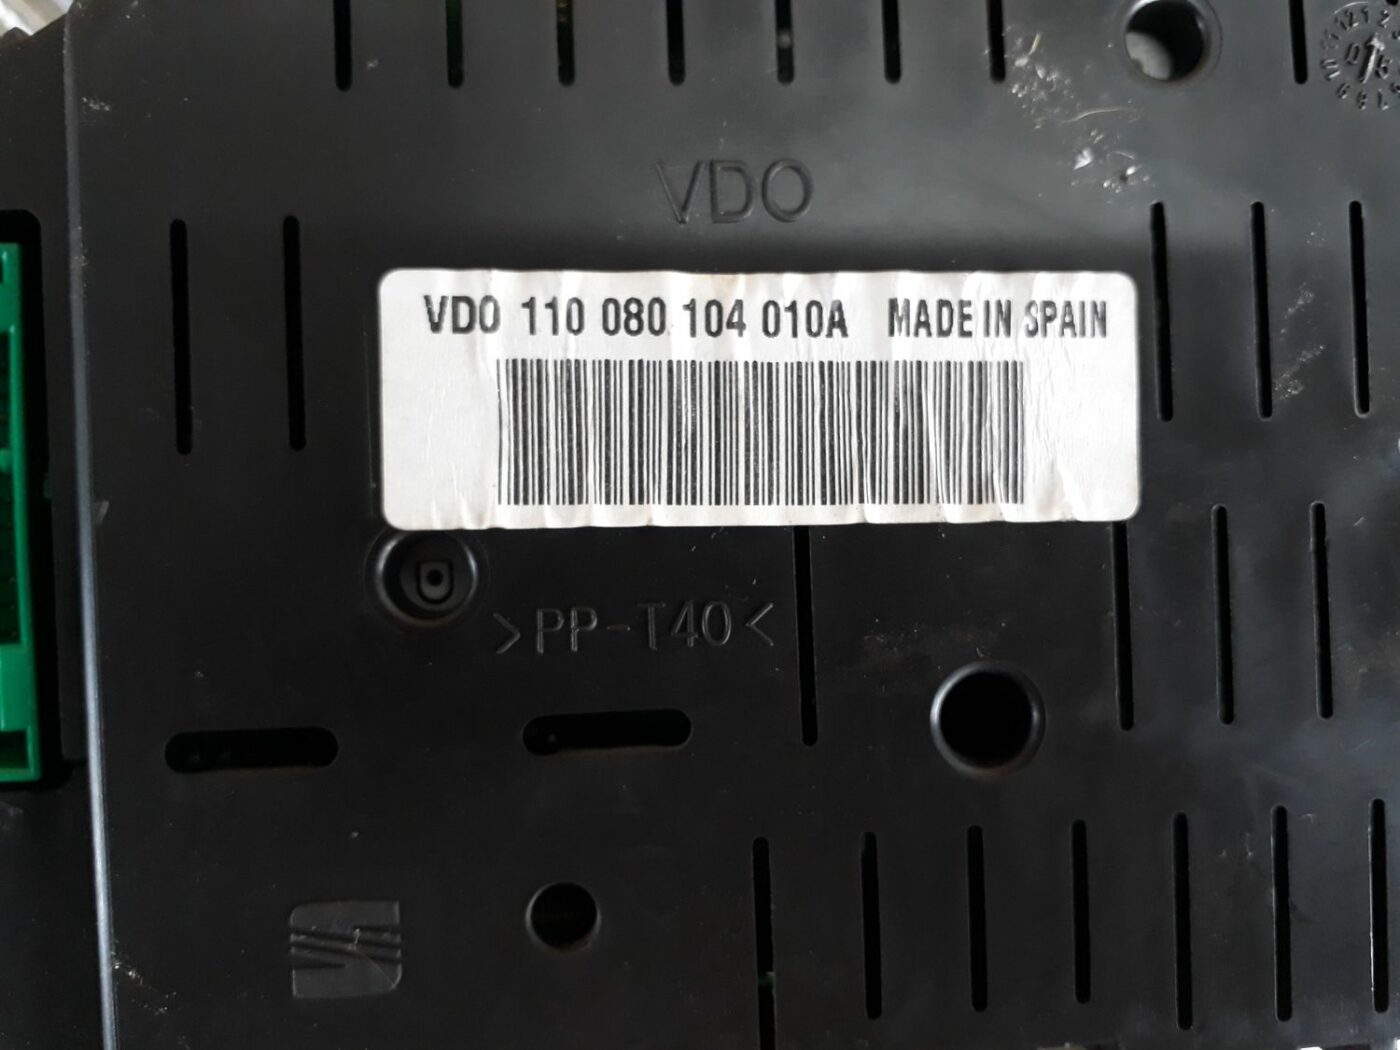 VDO
VDO 110 080 104 010A MADE IN SPAIN
>PP-T40<